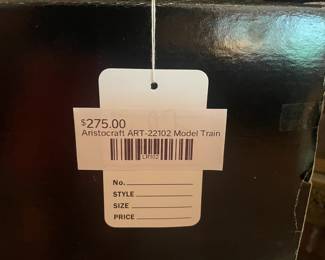 $275.00
Aristocraft ART-22102 Model Train
No.
STYLE
SIZE
PRICE